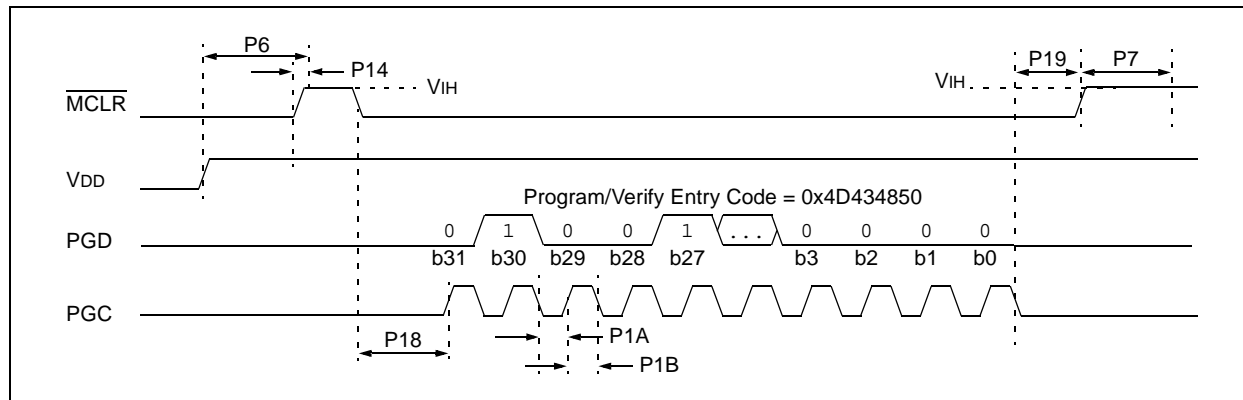 P6
P14
P19
P7
VIH
VIH
MCLR
VDD
Program/Verify Entry Code = 0x4D434850
PGD
0 1 0 0 1 ... 0 0 0 0
b31 b30 b29 b28 b27 b3 b2 b1 b0
PGC
P18
P1A
P1B